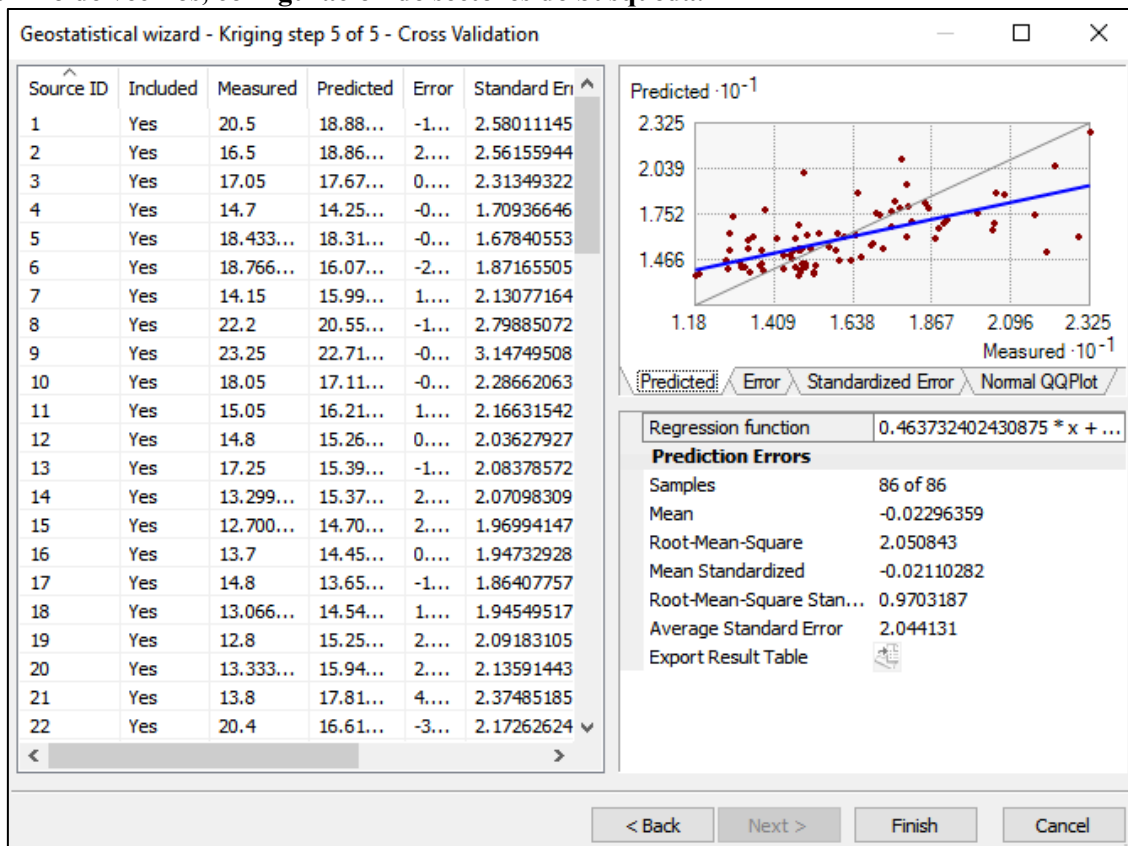 Geostatistical wizard - Kriging step 5 of 5 - Cross Validation
Source ID Included Measured Predicted Error Standard Err
1 Yes 20.5 18.88... -1... 2.58011145
2 Yes 16.5 18.86... 2.... 2.56155944
3 Yes 17.05 17.67... 0.... 2.31349322
4 Yes 14.7 14.25... -0... 1.70936646
5 Yes 18.433... 18.31... -0... 1.67840553
6 Yes 18.766... 16.07... -2... 1.87165505
7 Yes 14.15 15.99... 1.... 2.13077164
8 Yes 22.2 20.55... -1... 2.79885072
9 Yes 23.25 22.71... -0... 3.14749508
10 Yes 18.05 17.11... -0... 2.28662063
11 Yes 15.05 16.21... 1.... 2.16631542
12 Yes 14.8 15.26... 0.... 2.03627927
13 Yes 17.25 15.39... -1... 2.08378572
14 Yes 13.299... 15.37... 2.... 2.07098309
15 Yes 12.700... 14.70... 2.... 1.96994147
16 Yes 13.7 14.45... 0.... 1.94732928
17 Yes 14.8 13.65... -1... 1.86407757
18 Yes 13.066... 14.54... 1.... 1.94549517
19 Yes 12.8 15.25... 2.... 2.09183105
20 Yes 13.333... 15.94... 2.... 2.13591443
21 Yes 13.8 17.81... 4.... 2.37485185
22 Yes 20.4 16.61... -3... 2.17262624
Predicted ·10-1
2.325
2.039
1.752
1.466
1.18 1.409 1.638 1.867 2.096 2.325
Measured ·10-1
Predicted Error Standardized Error Normal QQPlot
Regression function 0.463732402430875 * x + ...
Prediction Errors
Samples 86 of 86
Mean -0.02296359
Root-Mean-Square 2.050843
Mean Standardized -0.02110282
Root-Mean-Square Stan... 0.9703187
Average Standard Error 2.044131
Export Result Table
< Back Next > Finish Cancel